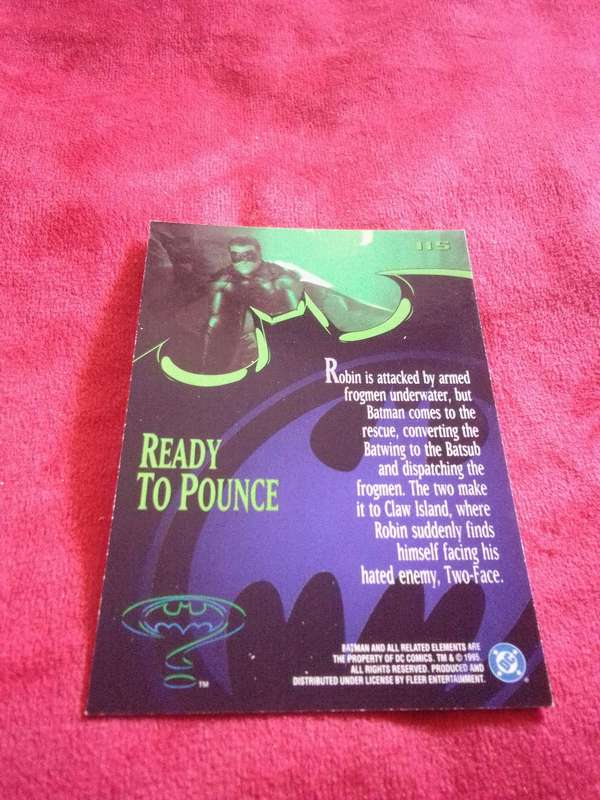 115
Robin is attacked by armed
frogmen underwater, but
Batman comes to the
rescue, converting the
Batwing to the Batsub
and dispatching the
frogmen. The two make
it to Claw Island, where
Robin suddenly finds
himself facing his
hated enemy, Two-Face.
READY
TO POUNCE
TM
BATMAN AND ALL RELATED ELEMENTS ARE
THE PROPERTY OF DC COMICS. TM & © 1995.
ALL RIGHTS RESERVED. PRODUCED AND
DISTRIBUTED UNDER LICENSE BY FLEER ENTERTAINMENT.
DC
®